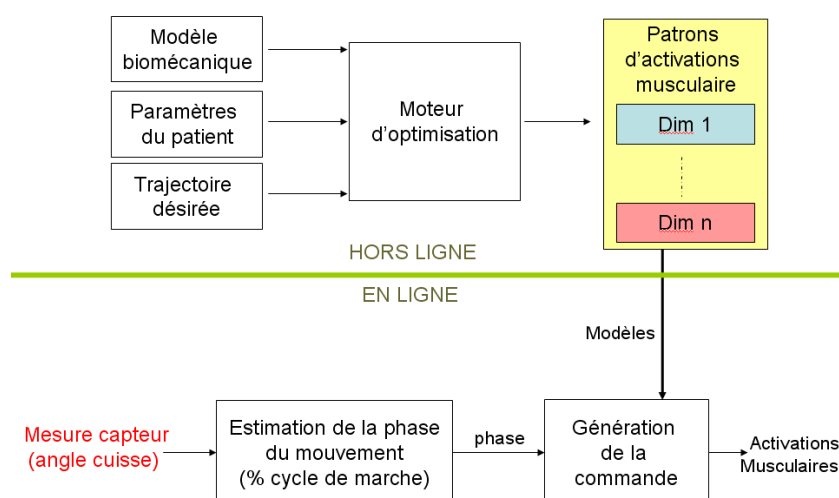 Modèle
biomécanique
Paramètres
du patient
Trajectoire
désirée
Moteur
d'optimisation
Patrons
d'activations
musculaire
Dim 1
Dim n
HORS LIGNE
EN LIGNE
Modèles
Mesure capteur
(angle cuisse)
Estimation de la phase
du mouvement
(% cycle de marche)
phase
Génération
de la
commande
Activations
Musculaires